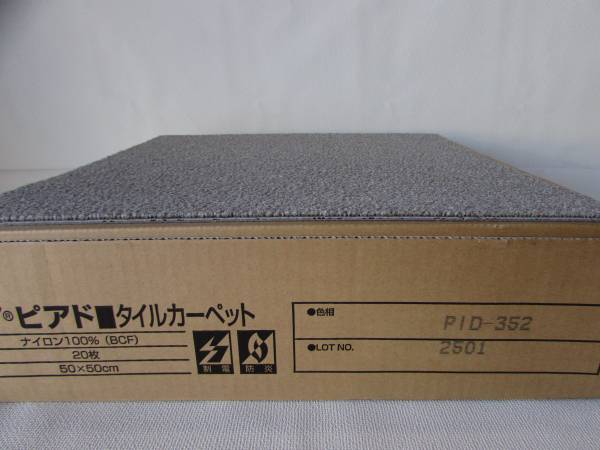 ®ピアド■タイルカーペット
ナイロン100% (BCF)
20枚
50×50cm
制電
防炎
●色相 PID-352
●LOT NO. 2501